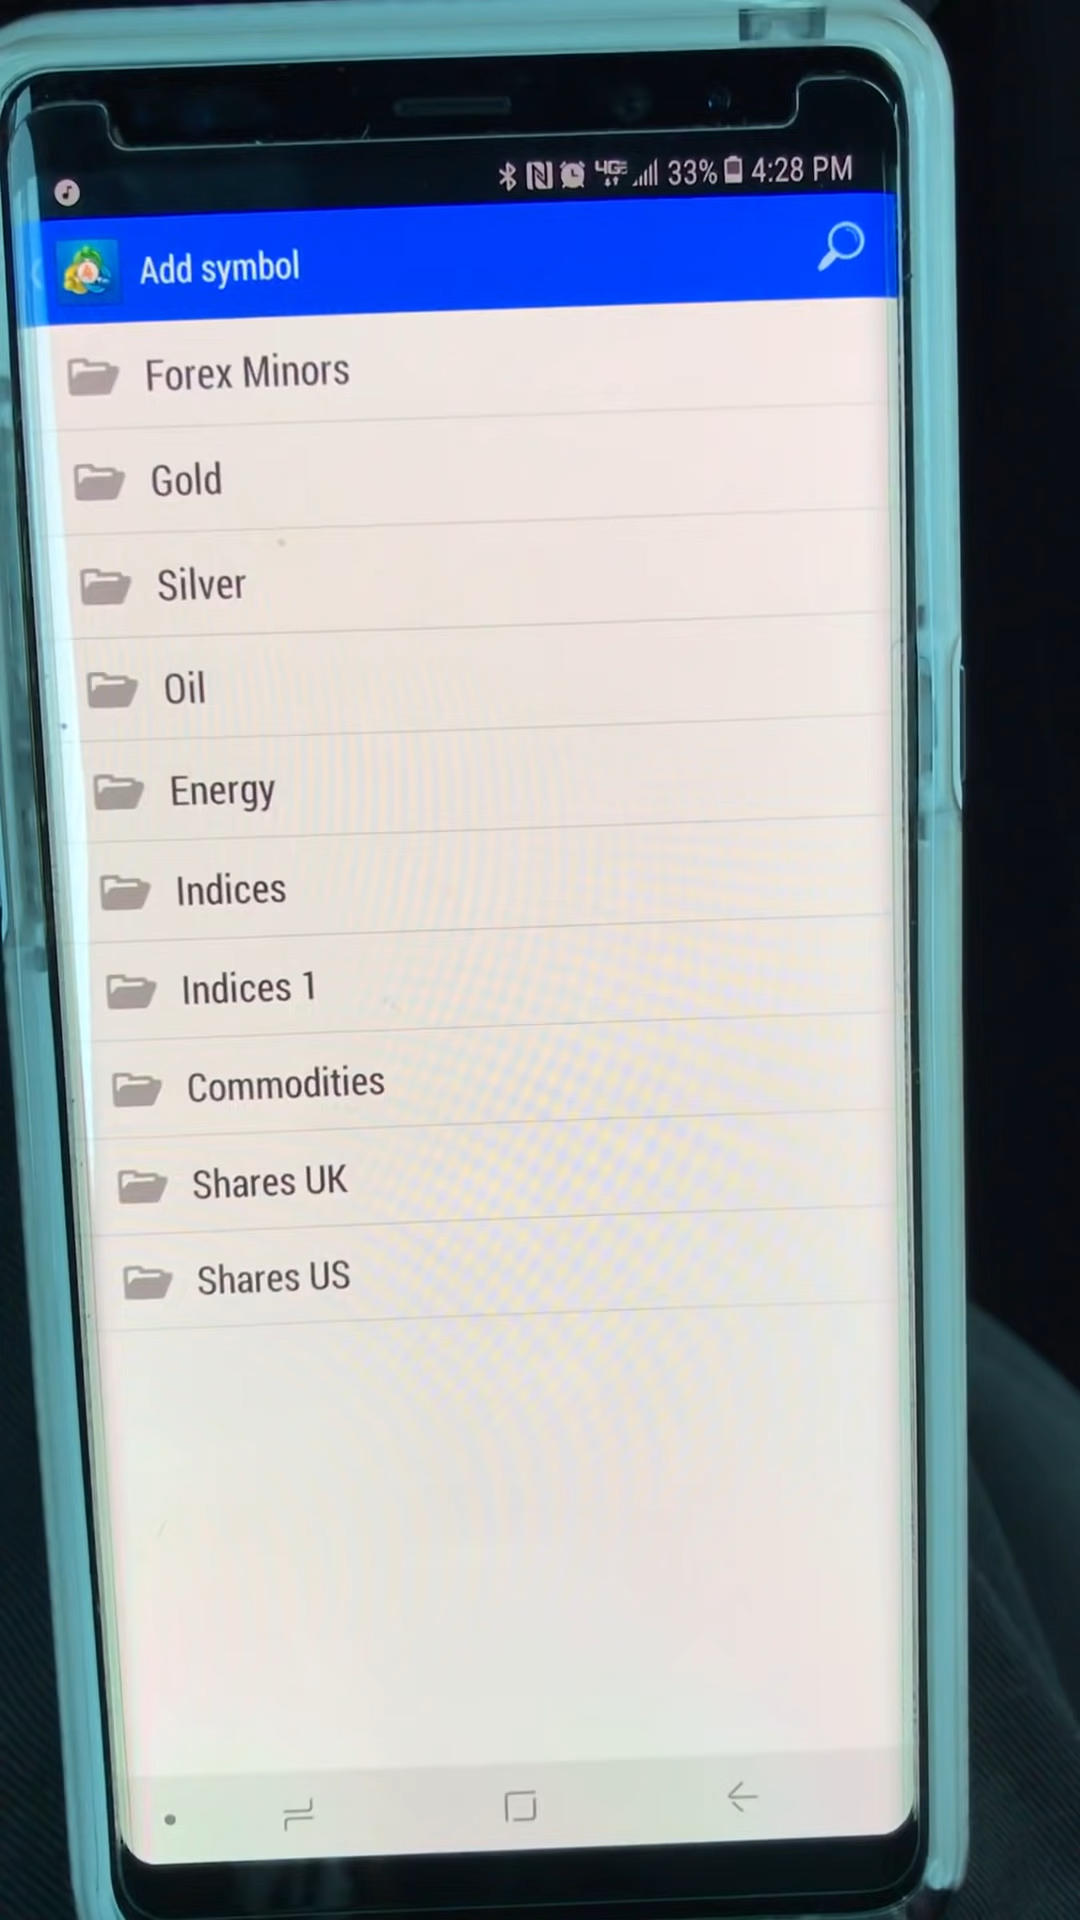 4G 33% 4:28 PM
Add symbol
Forex Minors
Gold
Silver
Oil
Energy
Indices
Indices 1
Commodities
Shares UK
Shares US